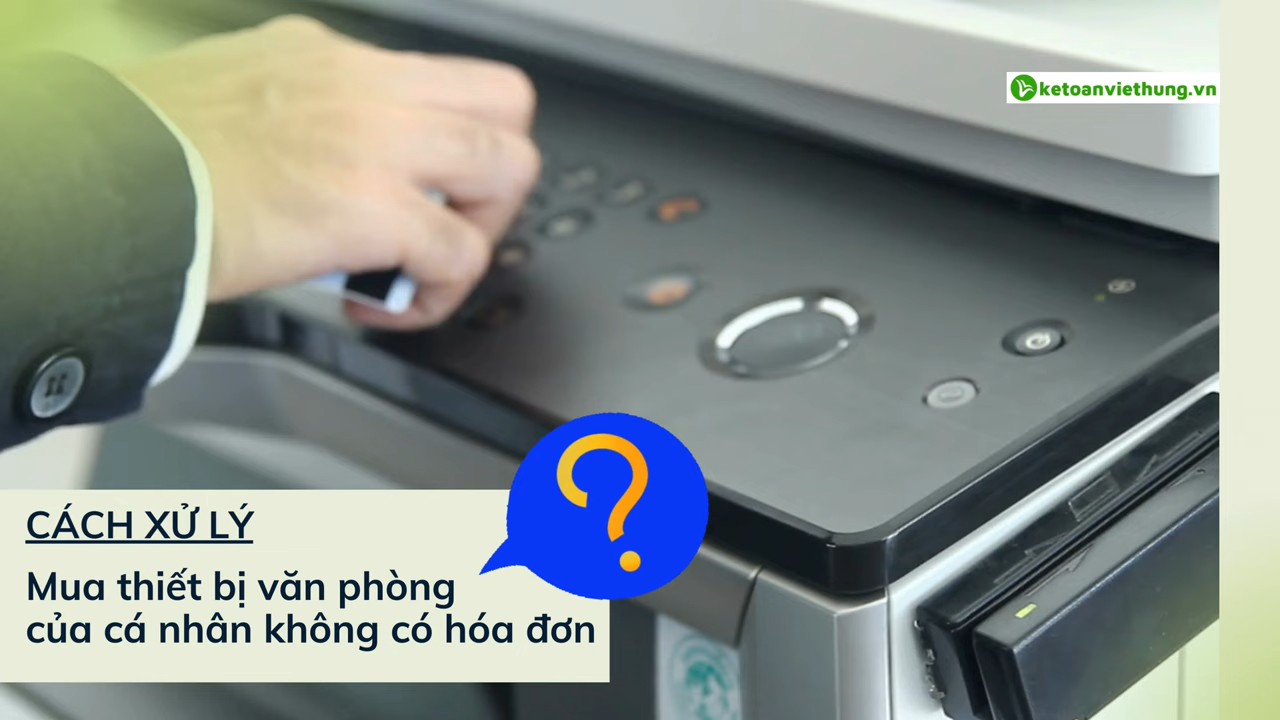 ketoanviethung.vn
CÁCH XỬ LÝ
Mua thiết bị văn phòng
của cá nhân không có hóa đơn